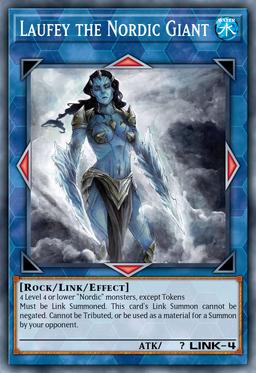 LAUFEY THE NORDIC GIANT
WATER
水
[ROCK/LINK/EFFECT]
4 Level 4 or lower "Nordic" monsters, except Tokens
Must be Link Summoned. This card's Link Summon cannot be
negated. Cannot be Tributed, or be used as a material for a Summon
by your opponent.
ATK/ ? LINK-4